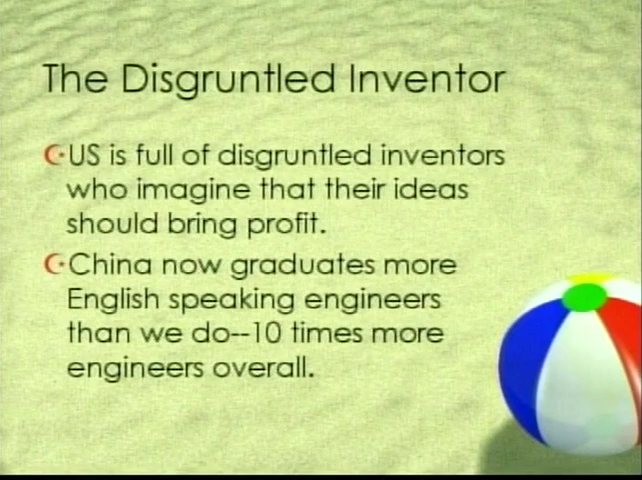 The Disgruntled Inventor
US is full of disgruntled inventors
who imagine that their ideas
should bring profit.
China now graduates more
English speaking engineers
than we do--10 times more
engineers overall.